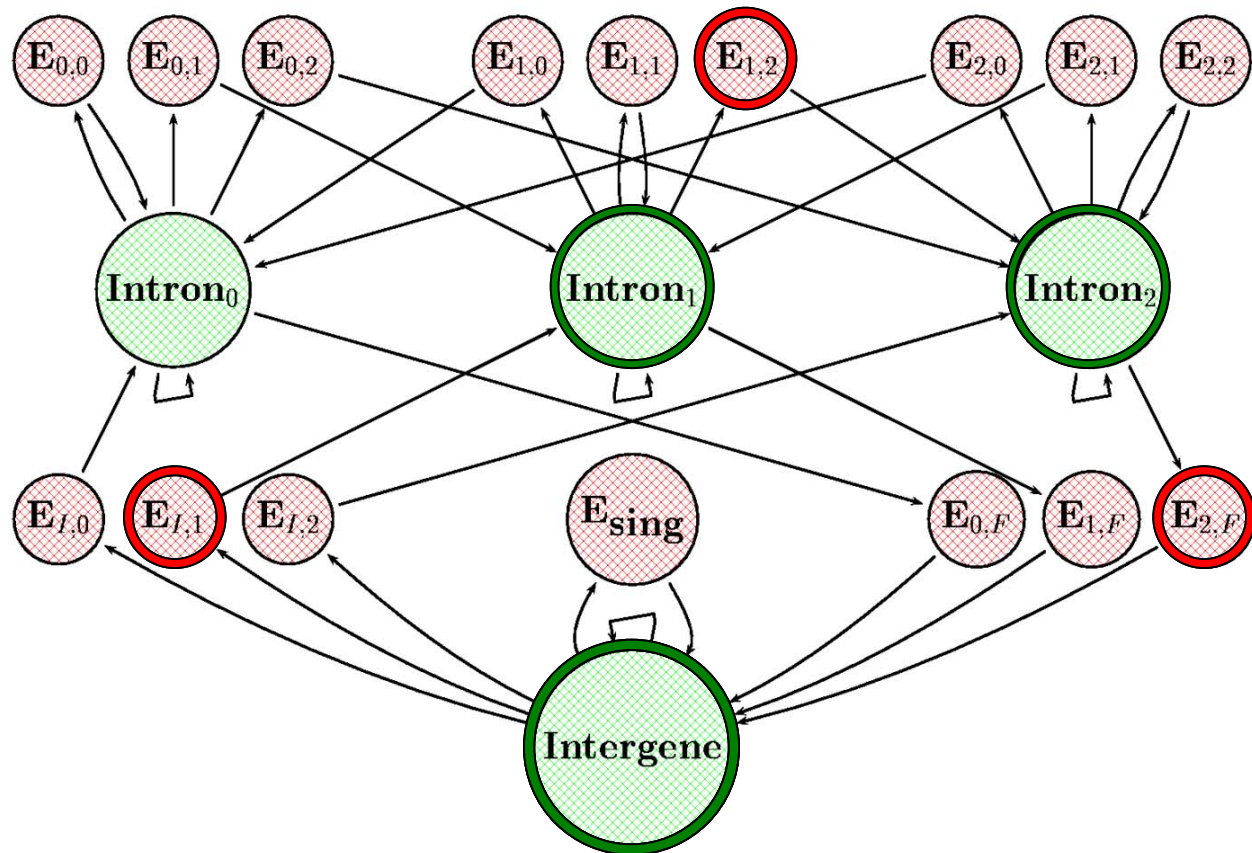 E0,0 E0,1 E0,2 E1,0 E1,1 E1,2 E2,0 E2,1 E2,2
Intron0 Intron1 Intron2
EI,0 EI,1 EI,2 Esing E0,F E1,F E2,F
Intergene